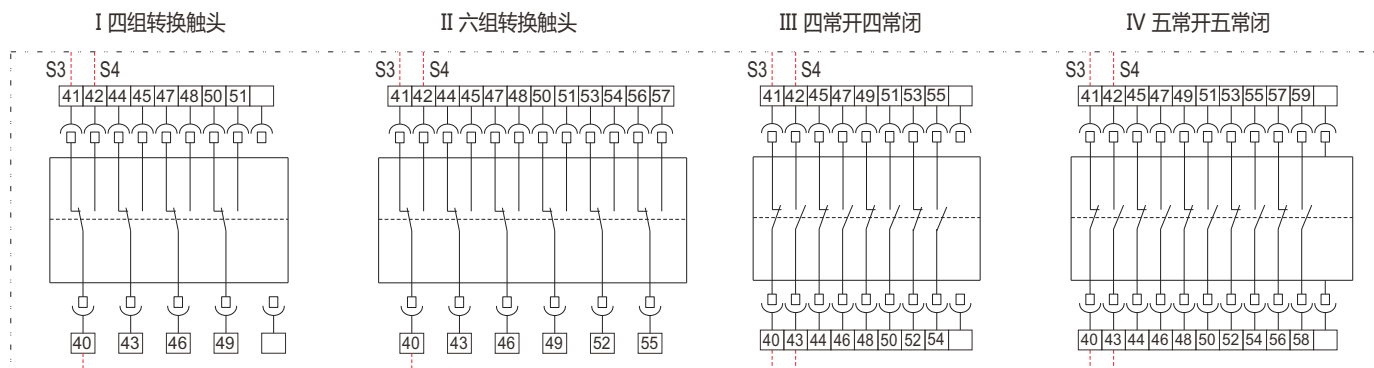 I 四组转换触头
II 六组转换触头
III 四常开四常闭
IV 五常开五常闭
S3 S4
S3 S4
S3 S4
S3 S4
41 42 44 45 47 48 50 51
41 42 44 45 47 48 50 51 53 54 56 57
41 42 45 47 49 51 53 55
41 42 45 47 49 51 53 55 57 59
40 43 46 49
40 43 46 49 52 55
40 43 44 46 48 50 52 54
40 43 44 46 48 50 52 54 56 58